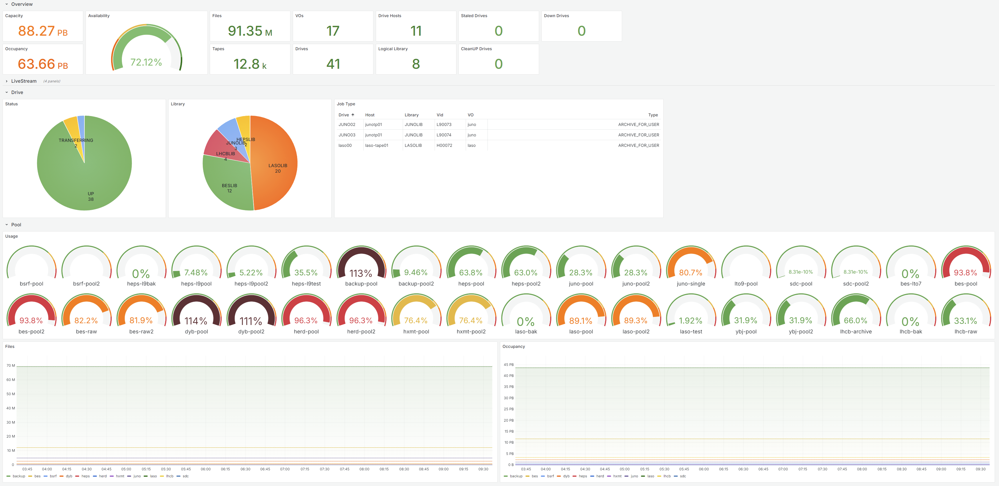 Overview
Capacity
88.27 PB
Availability
72.12%
Files
91.35 M
VOs
17
Drive Hosts
11
Staled Drives
0
Down Drives
0
Occupancy
63.66 PB
Tapes
12.8 k
Drives
41
Logical Library
8
CleanUP Drives
0
LiveStream (4 panels)
Drive
Status
TRANSFERRING
2
UP
38
Library
HEPSLIB
2
JUNOLIB
3
LHCBLIB
4
LASOLIB
20
BESLIB
12
Job Type
Drive Host Library Vid VO Type
JUNO02 junotp01 JUNOLIB L90073 juno ARCHIVE_FOR_USER
JUNO03 junotp01 JUNOLIB L90074 juno ARCHIVE_FOR_USER
laso00 laso-tape01 LASOLIB H00072 laso ARCHIVE_FOR_USER
Pool
Usage
0% 7.48% 5.22% 35.5% 113% 9.46% 63.8% 63.0% 28.3% 28.3% 80.7% 8.31e-10% 8.31e-10% 0% 93.8%
bsrf-pool bsrf-pool2 heps-l9bak heps-l9pool heps-l9pool2 heps-l9test backup-pool backup-pool2 heps-pool heps-pool2 juno-pool juno-pool2 juno-single lto9-pool sdc-pool sdc-pool2 bes-lto7 bes-pool
93.8% 82.2% 81.9% 114% 111% 96.3% 96.3% 76.4% 76.4% 0% 89.1% 89.3% 1.92% 31.9% 31.9% 66.0% 0% 33.1%
bes-pool2 bes-raw bes-raw2 dyb-pool dyb-pool2 herd-pool herd-pool2 hxmt-pool hxmt-pool2 laso-bak laso-pool laso-pool2 laso-test ybj-pool ybj-pool2 lhcb-archive lhcb-bak lhcb-raw
Files
70 M
60 M
50 M
40 M
30 M
20 M
10 M
0
03:45 04:00 04:15 04:30 04:45 05:00 05:15 05:30 05:45 06:00 06:15 06:30 06:45 07:00 07:15 07:30 07:45 08:00 08:15 08:30 08:45 09:00 09:15 09:30
backup bes bsrf dyb heps herd hxmt juno laso lhcb sdc
Occupancy
45 PB
40 PB
35 PB
30 PB
25 PB
20 PB
15 PB
10 PB
5 PB
0 B
03:45 04:00 04:15 04:30 04:45 05:00 05:15 05:30 05:45 06:00 06:15 06:30 06:45 07:00 07:15 07:30 07:45 08:00 08:15 08:30 08:45 09:00 09:15 09:30
backup bes bsrf dyb heps herd hxmt juno laso lhcb sdc